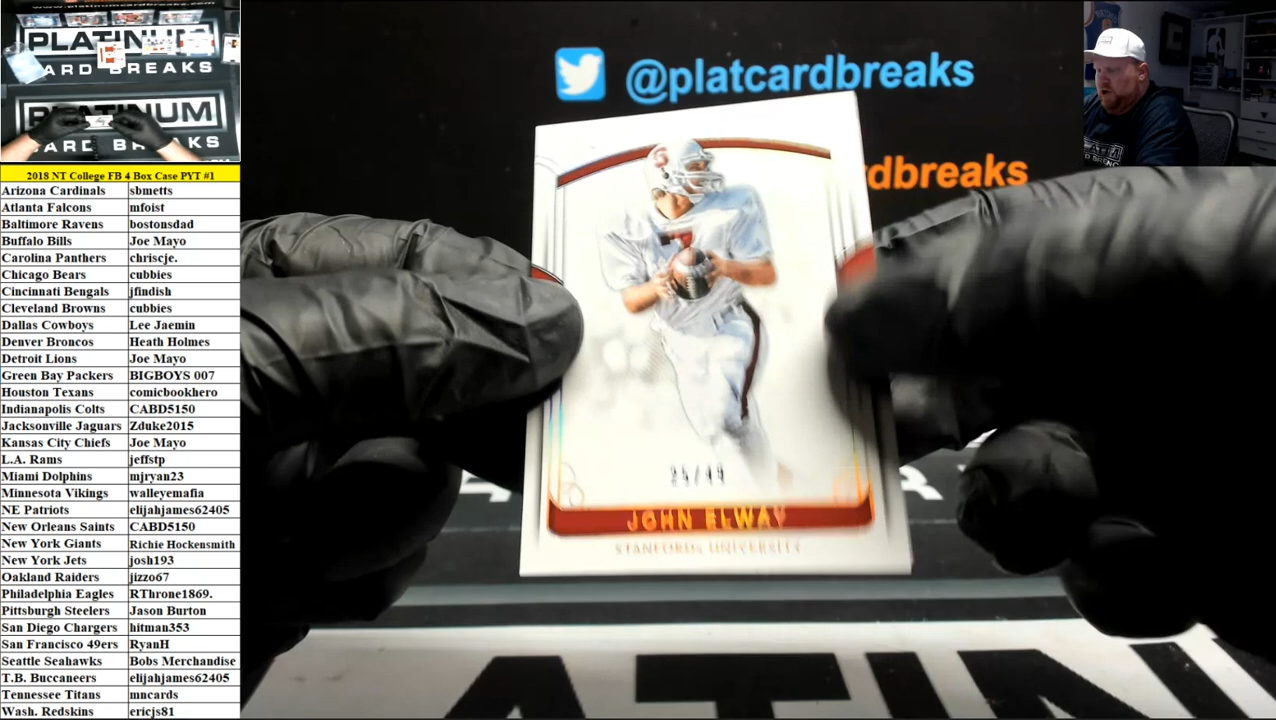 PLATINUM
CARD BREAKS
PLATINUM
CARD BREAKS
2018 NT College FB 4 Box Case PYT #1
Arizona Cardinals sbmetts
Atlanta Falcons mfoist
Baltimore Ravens bostonsdad
Buffalo Bills Joe Mayo
Carolina Panthers chriscje.
Chicago Bears cubbies
Cincinnati Bengals jfindish
Cleveland Browns cubbies
Dallas Cowboys Lee Jaemin
Denver Broncos Heath Holmes
Detroit Lions Joe Mayo
Green Bay Packers BIGBOYS 007
Houston Texans comicbookhero
Indianapolis Colts CABD5150
Jacksonville Jaguars Zduke2015
Kansas City Chiefs Joe Mayo
L.A. Rams jeffstp
Miami Dolphins mjryan23
Minnesota Vikings walleyemafia
NE Patriots elijahjames62405
New Orleans Saints CABD5150
New York Giants Richie Hockensmith
New York Jets josh193
Oakland Raiders jizzo67
Philadelphia Eagles RThrone1869.
Pittsburgh Steelers Jason Burton
San Diego Chargers hitman353
San Francisco 49ers RyanH
Seattle Seahawks Bobs Merchandise
T.B. Buccaneers elijahjames62405
Tennessee Titans mncards
Wash. Redskins ericjs81
@platcardbreaks
rdbreaks
JOHN ELWAY
STANFORD UNIVERSITY
ATIN